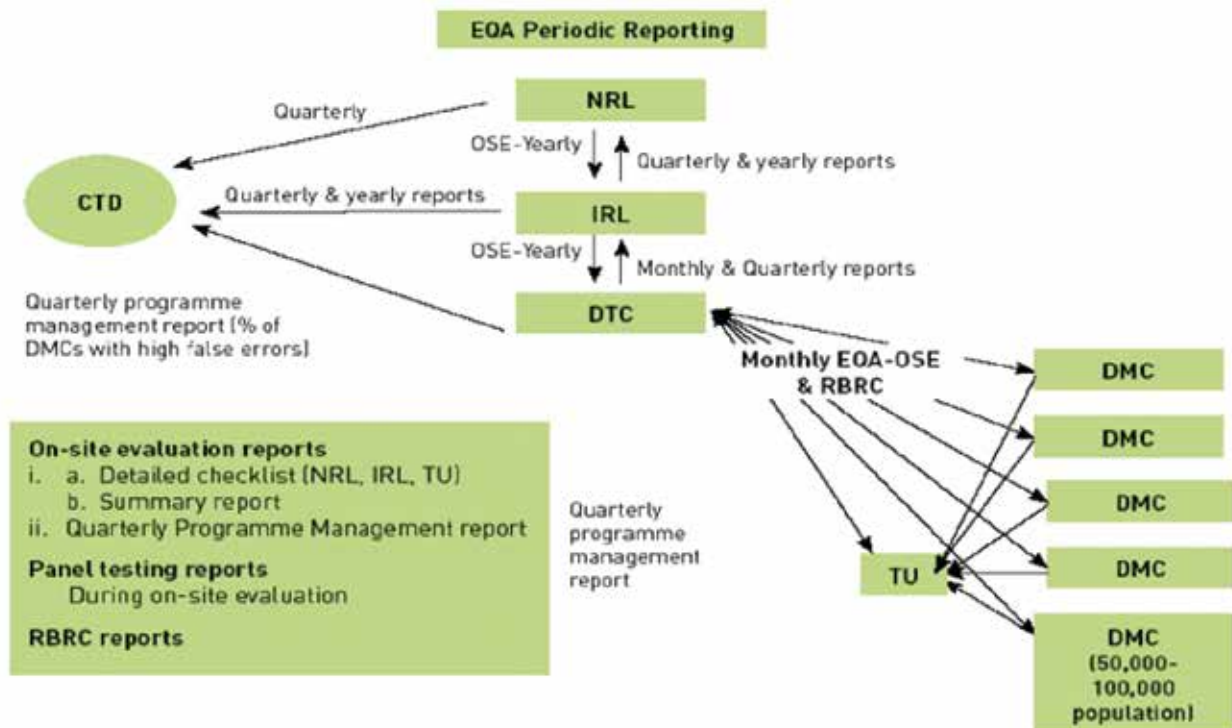 EQA Periodic Reporting
NRL
Quarterly
OSE-Yearly
Quarterly & yearly reports
CTD
Quarterly & yearly reports
IRL
OSE-Yearly
Monthly & Quarterly reports
Quarterly programme
management report (% of
DMCs with high false errors)
DTC
Monthly EQA-OSE
& RBRC
DMC
DMC
DMC
DMC
DMC
(50,000-
100,000
population)
TU
Quarterly
programme
management
report
On-site evaluation reports
i. a. Detailed checklist (NRL, IRL, TU)
b. Summary report
ii. Quarterly Programme Management report
Panel testing reports
During on-site evaluation
RBRC reports